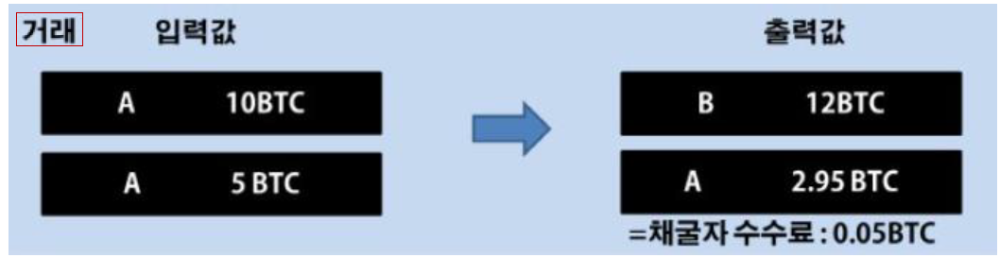 거래 입력값 출력값
A 10BTC B 12BTC
A 5 BTC A 2.95 BTC
=채굴자 수수료 : 0.05BTC